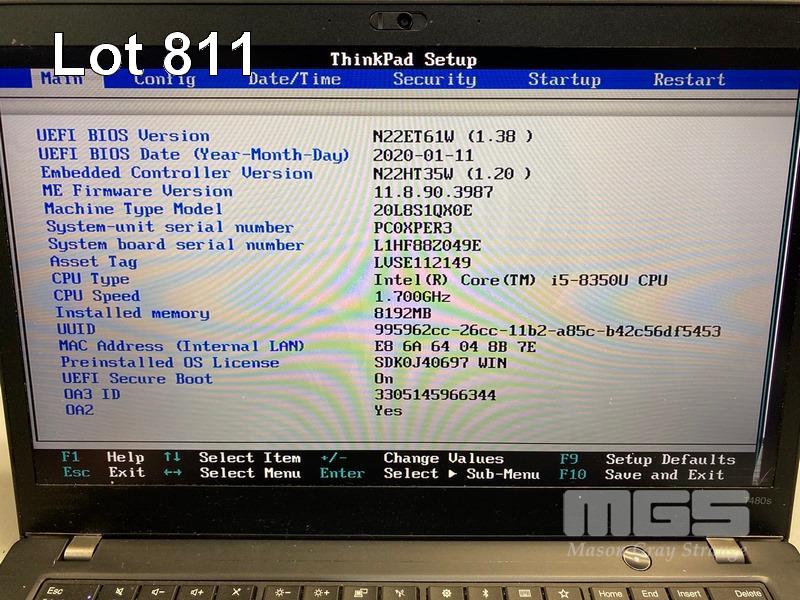 Lot 811
ThinkPad Setup
Main Config Date/Time Security Startup Restart
UEFI BIOS Version N22ET61W (1.38 )
UEFI BIOS Date (Year-Month-Day) 2020-01-11
Embedded Controller Version N22HT35W (1.20 )
ME Firmware Version 11.8.90.3987
Machine Type Model 20L8S1QX0E
System-unit serial number PC0XPER3
System board serial number L1HF88Z049E
Asset Tag LVSE112149
CPU Type Intel(R) Core(TM) i5-8350U CPU
CPU Speed 1.700GHz
Installed memory 8192MB
UUID 995962cc-26cc-11b2-a85c-b42c56df5453
MAC Address (Internal LAN) E8 6A 64 04 8B 7E
Preinstalled OS License SDK0J40697 WIN
UEFI Secure Boot On
OA3 ID 3305145966344
OA2 Yes
F1 Help ↑↓ Select Item +/- Change Values F9 Setup Defaults
Esc Exit ←→ Select Menu Enter Select ▶ Sub-Menu F10 Save and Exit
T480s
MGS
Mason Gray Strange
Esc Home End Insert Delete